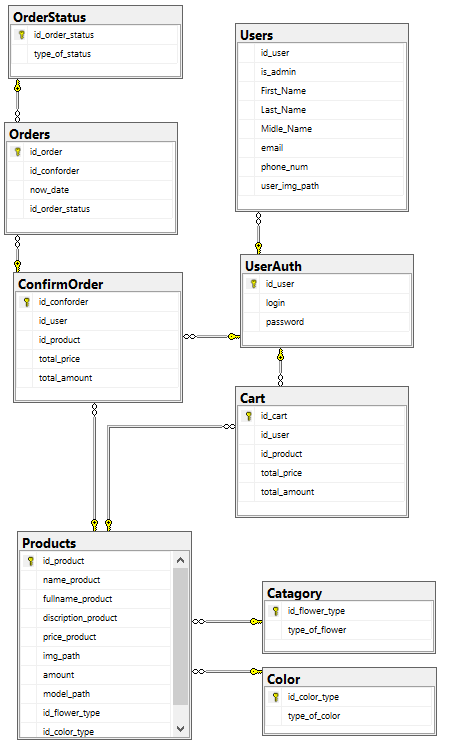 OrderStatus
id_order_status
type_of_status
Orders
id_order
id_conforder
now_date
id_order_status
ConfirmOrder
id_conforder
id_user
id_product
total_price
total_amount
Users
id_user
is_admin
First_Name
Last_Name
Midle_Name
email
phone_num
user_img_path
UserAuth
id_user
login
password
Cart
id_cart
id_user
id_product
total_price
total_amount
Products
id_product
name_product
fullname_product
discription_product
price_product
img_path
amount
model_path
id_flower_type
id_color_type
Catagory
id_flower_type
type_of_flower
Color
id_color_type
type_of_color